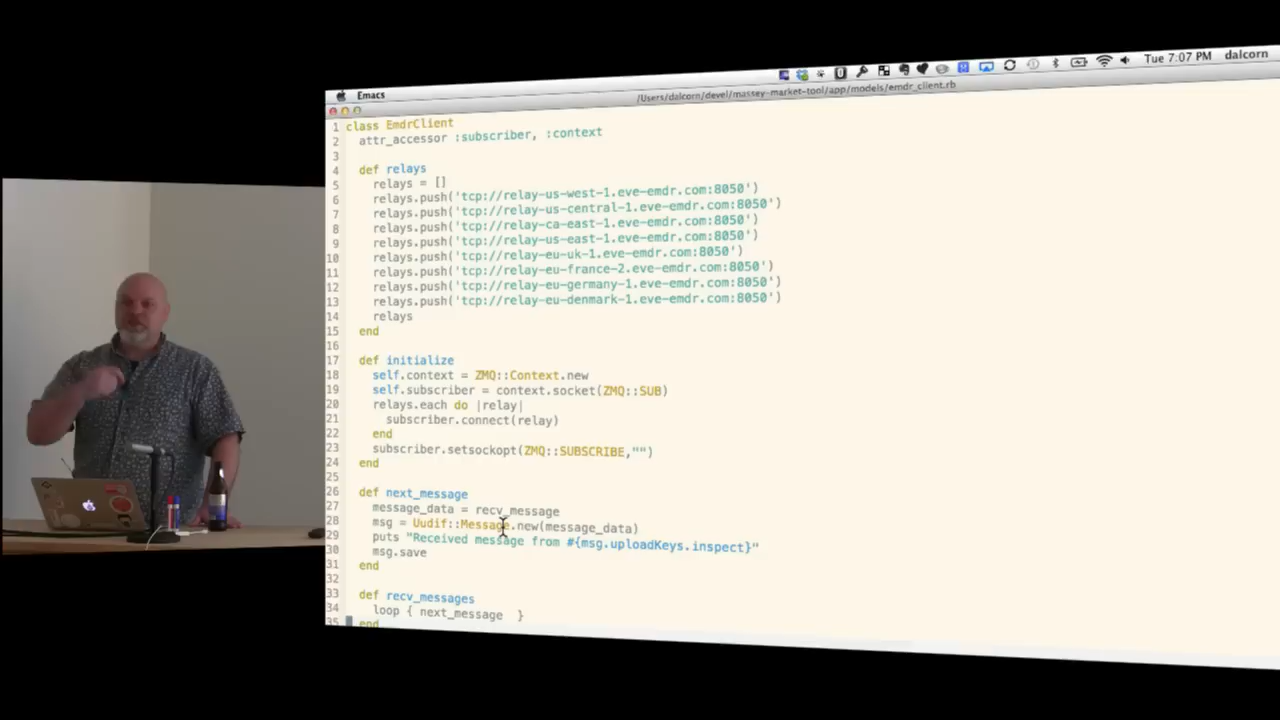 Emacs
Tue 7:07 PM dalcorn
/Users/dalcorn/devel/massey-market-tool/app/models/emdr_client.rb
1 class EmdrClient
2 attr_accessor :subscriber, :context
3
4 def relays
5 relays = []
6 relays.push('tcp://relay-us-west-1.eve-emdr.com:8050')
7 relays.push('tcp://relay-us-central-1.eve-emdr.com:8050')
8 relays.push('tcp://relay-ca-east-1.eve-emdr.com:8050')
9 relays.push('tcp://relay-us-east-1.eve-emdr.com:8050')
10 relays.push('tcp://relay-eu-uk-1.eve-emdr.com:8050')
11 relays.push('tcp://relay-eu-france-2.eve-emdr.com:8050')
12 relays.push('tcp://relay-eu-germany-1.eve-emdr.com:8050')
13 relays.push('tcp://relay-eu-denmark-1.eve-emdr.com:8050')
14 relays
15 end
16
17 def initialize
18 self.context = ZMQ::Context.new
19 self.subscriber = context.socket(ZMQ::SUB)
20 relays.each do |relay|
21 subscriber.connect(relay)
22 end
23 subscriber.setsockopt(ZMQ::SUBSCRIBE,"")
24 end
25
26 def next_message
27 message_data = recv_message
28 msg = Uudif::Message.new(message_data)
29 puts "Received message from #{msg.uploadKeys.inspect}"
30 msg.save
31 end
32
33 def recv_messages
34 loop { next_message }
35 end